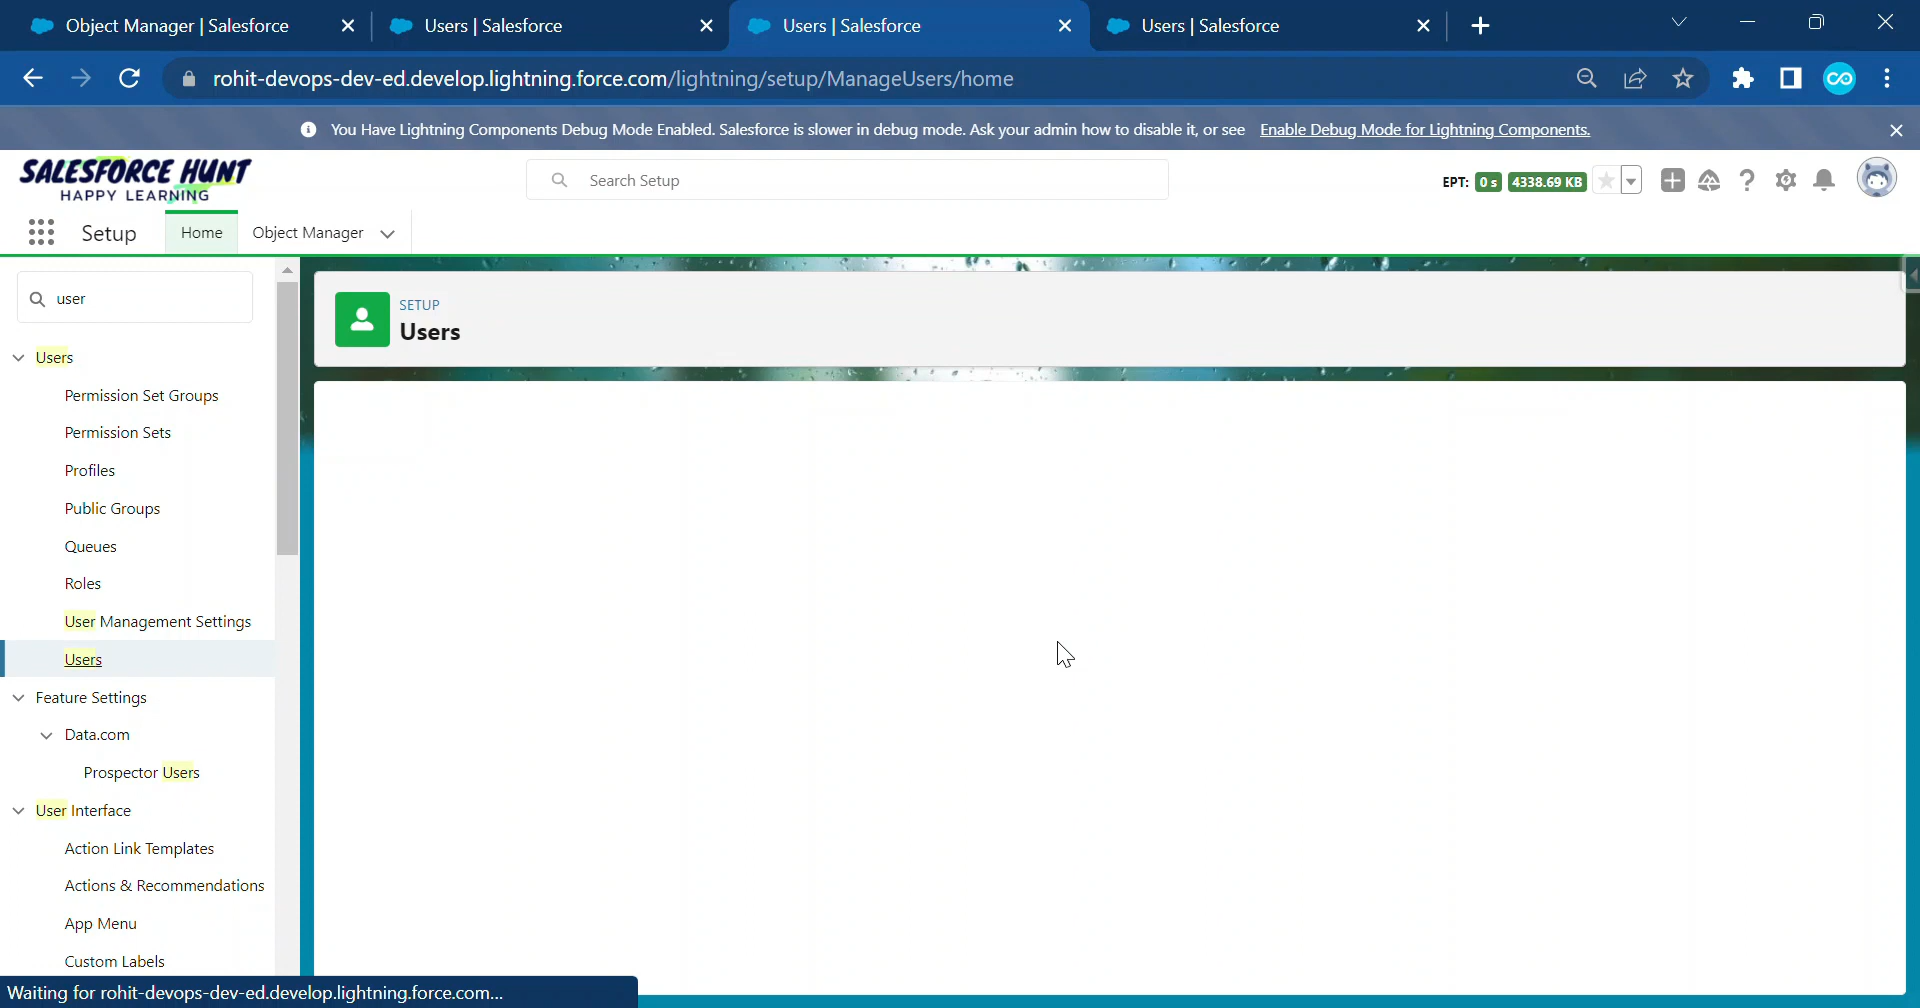 Object Manager | Salesforce
Users | Salesforce
Users | Salesforce
Users | Salesforce
rohit-devops-dev-ed.develop.lightning.force.com/lightning/setup/ManageUsers/home
You Have Lightning Components Debug Mode Enabled. Salesforce is slower in debug mode. Ask your admin how to disable it, or see Enable Debug Mode for Lightning Components.
SALESFORCE HUNT
HAPPY LEARNING
Search Setup
EPT: 0 s 4338.69 KB
Setup
Home
Object Manager
user
SETUP
Users
Users
Permission Set Groups
Permission Sets
Profiles
Public Groups
Queues
Roles
User Management Settings
Users
Feature Settings
Data.com
Prospector Users
User Interface
Action Link Templates
Actions & Recommendations
App Menu
Custom Labels
Waiting for rohit-devops-dev-ed.develop.lightning.force.com...